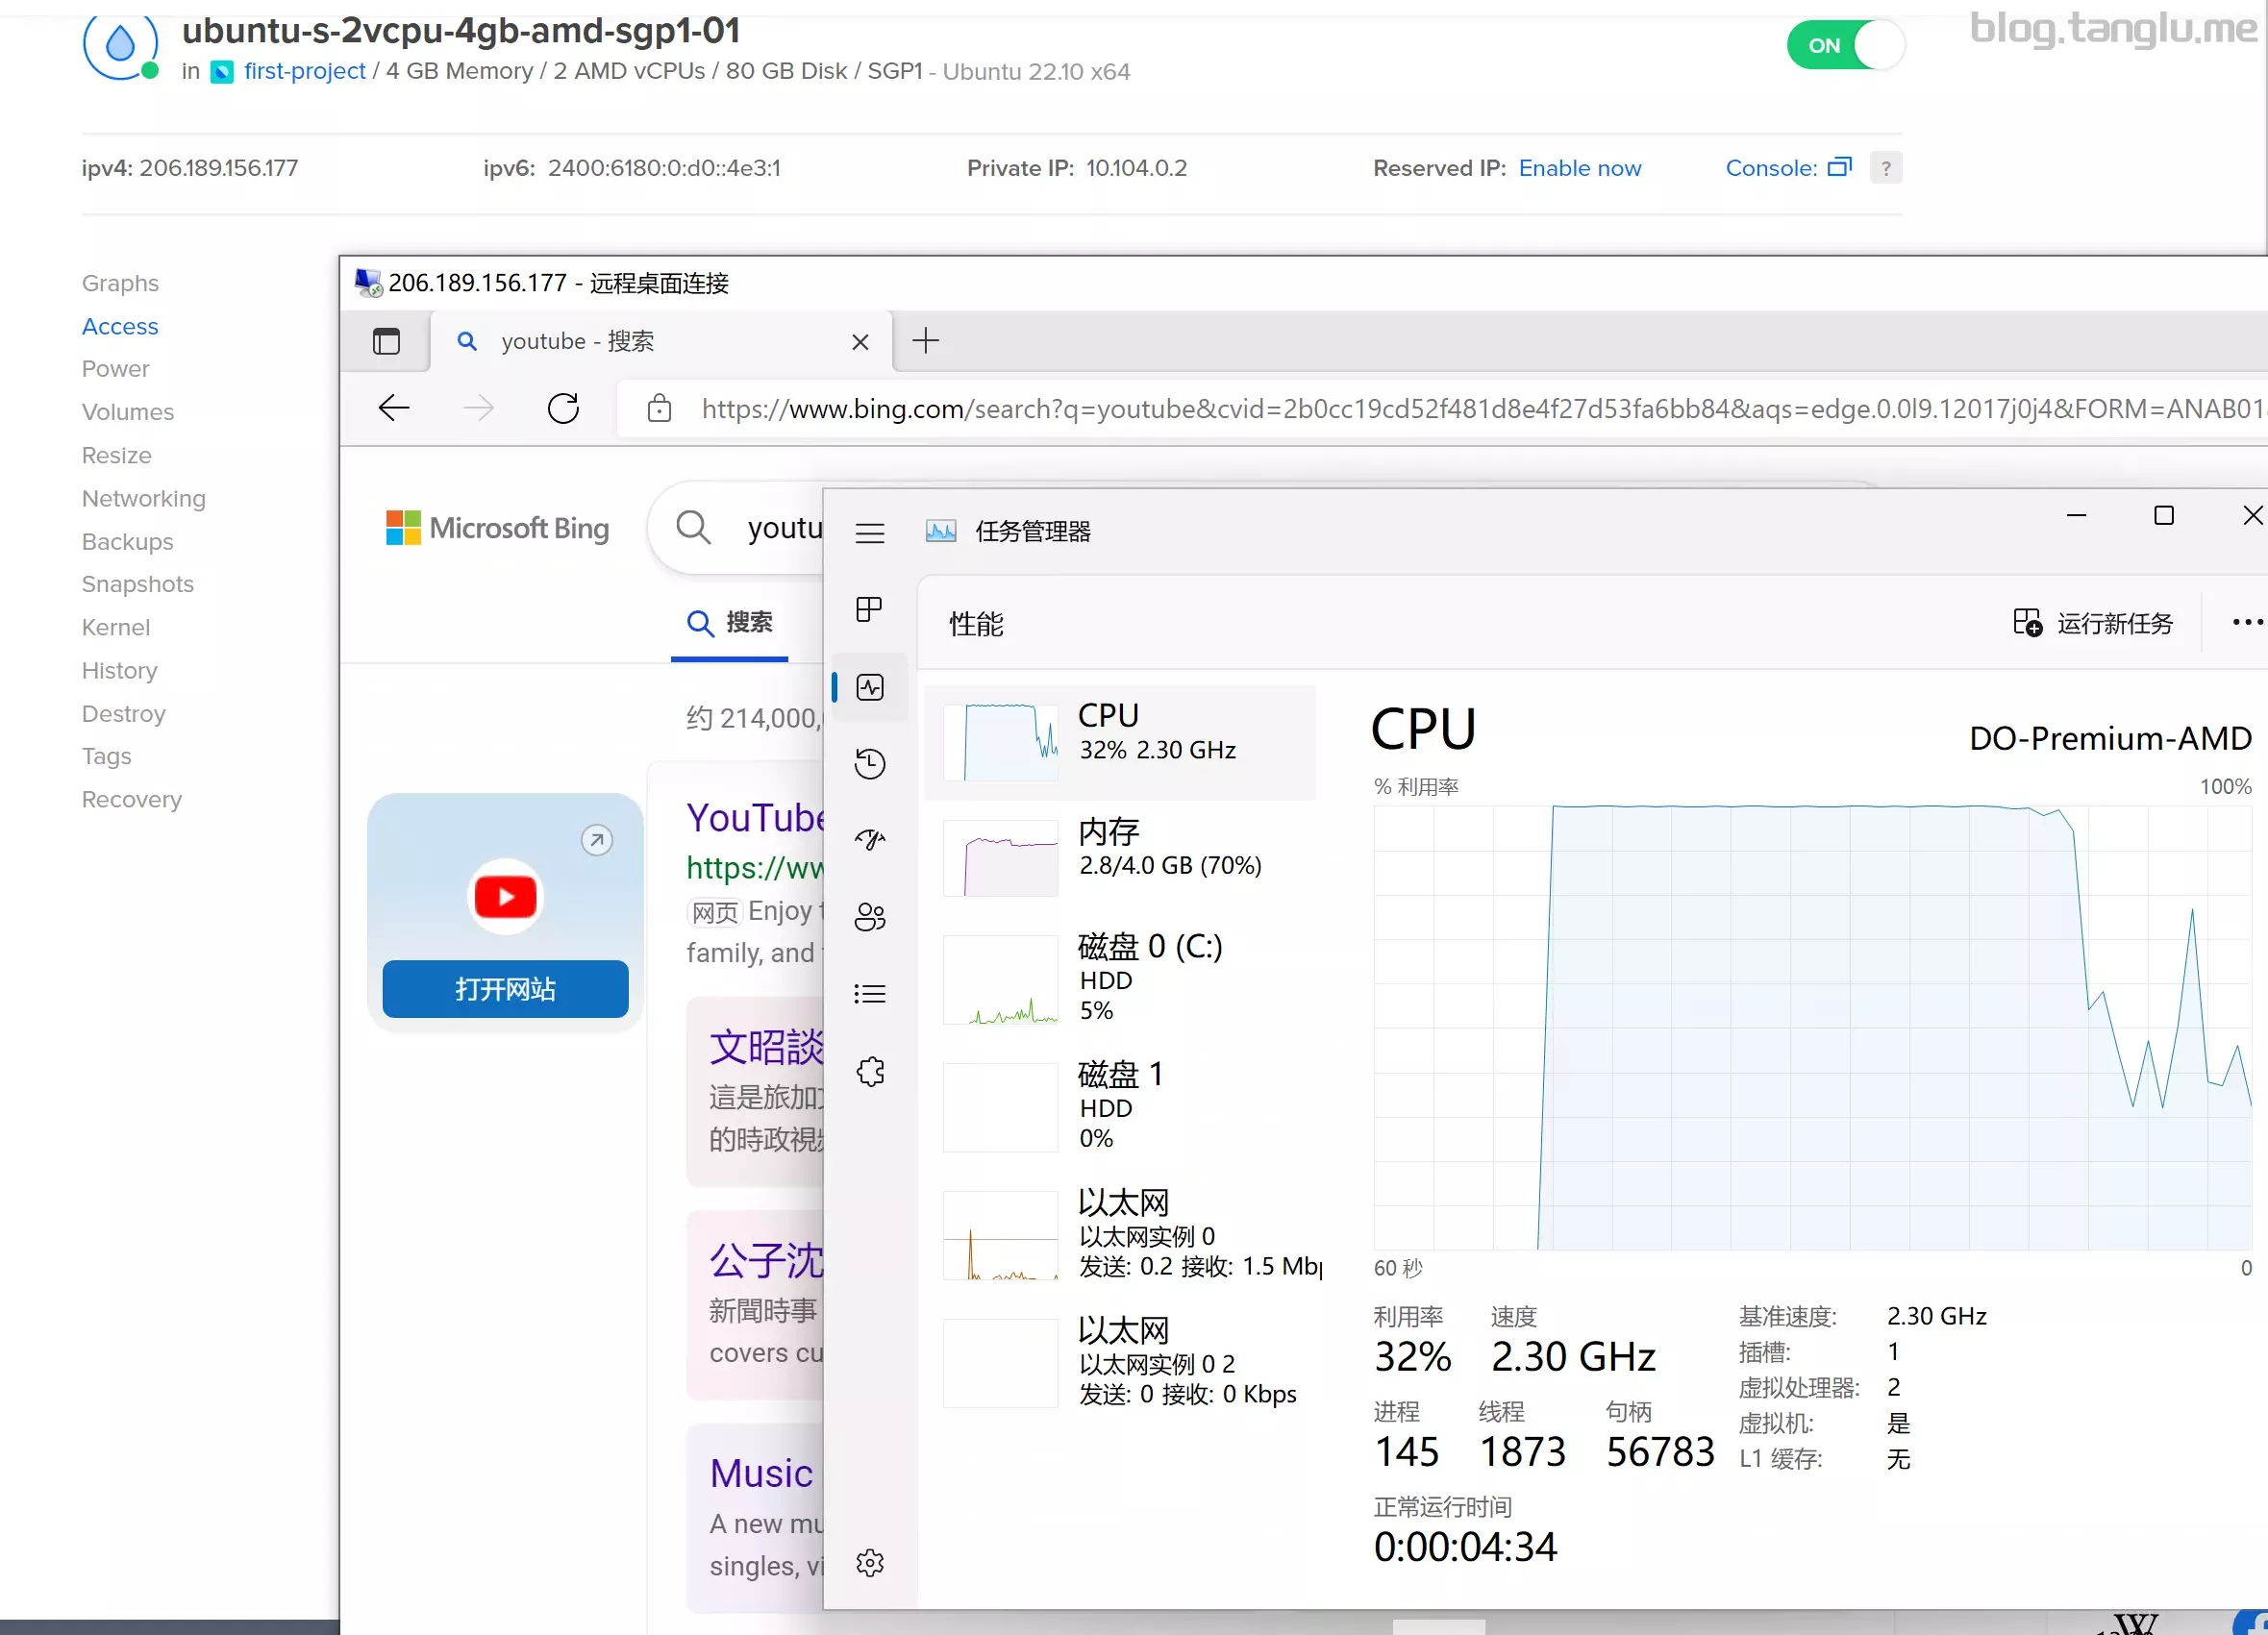 blog.tanglu.me
ubuntu-s-2vcpu-4gb-amd-sgp1-01
ON
in first-project / 4 GB Memory / 2 AMD vCPUs / 80 GB Disk / SGP1 - Ubuntu 22.10 x64
ipv4: 206.189.156.177 ipv6: 2400:6180:0:d0::4e3:1 Private IP: 10.104.0.2 Reserved IP: Enable now Console: ?
Graphs
Access
Power
Volumes
Resize
Networking
Backups
Snapshots
Kernel
History
Destroy
Tags
Recovery
206.189.156.177 - 远程桌面连接
youtube - 搜索
https://www.bing.com/search?q=youtube&cvid=2b0cc19cd52f481d8e4f27d53fa6bb84&aqs=edge.0.0l9.12017j0j4&FORM=ANAB01
Microsoft Bing
youtu
搜索
约 214,000,
打开网站
YouTube
https://ww
网页 Enjoy t
family, and
文昭談
這是旅加
的時政視頻
公子沈
新聞時事
covers cu
Music
A new mu
singles, vi
任务管理器
性能
运行新任务
CPU
32% 2.30 GHz
内存
2.8/4.0 GB (70%)
磁盘 0 (C:)
HDD
5%
磁盘 1
HDD
0%
以太网
以太网实例 0
发送: 0.2 接收: 1.5 Mbp
以太网
以太网实例 0 2
发送: 0 接收: 0 Kbps
CPU
DO-Premium-AMD
% 利用率
100%
60 秒
0
利用率 速度
32% 2.30 GHz
进程 线程 句柄
145 1873 56783
正常运行时间
0:00:04:34
基准速度: 2.30 GHz
插槽: 1
虚拟处理器: 2
虚拟机: 是
L1 缓存: 无